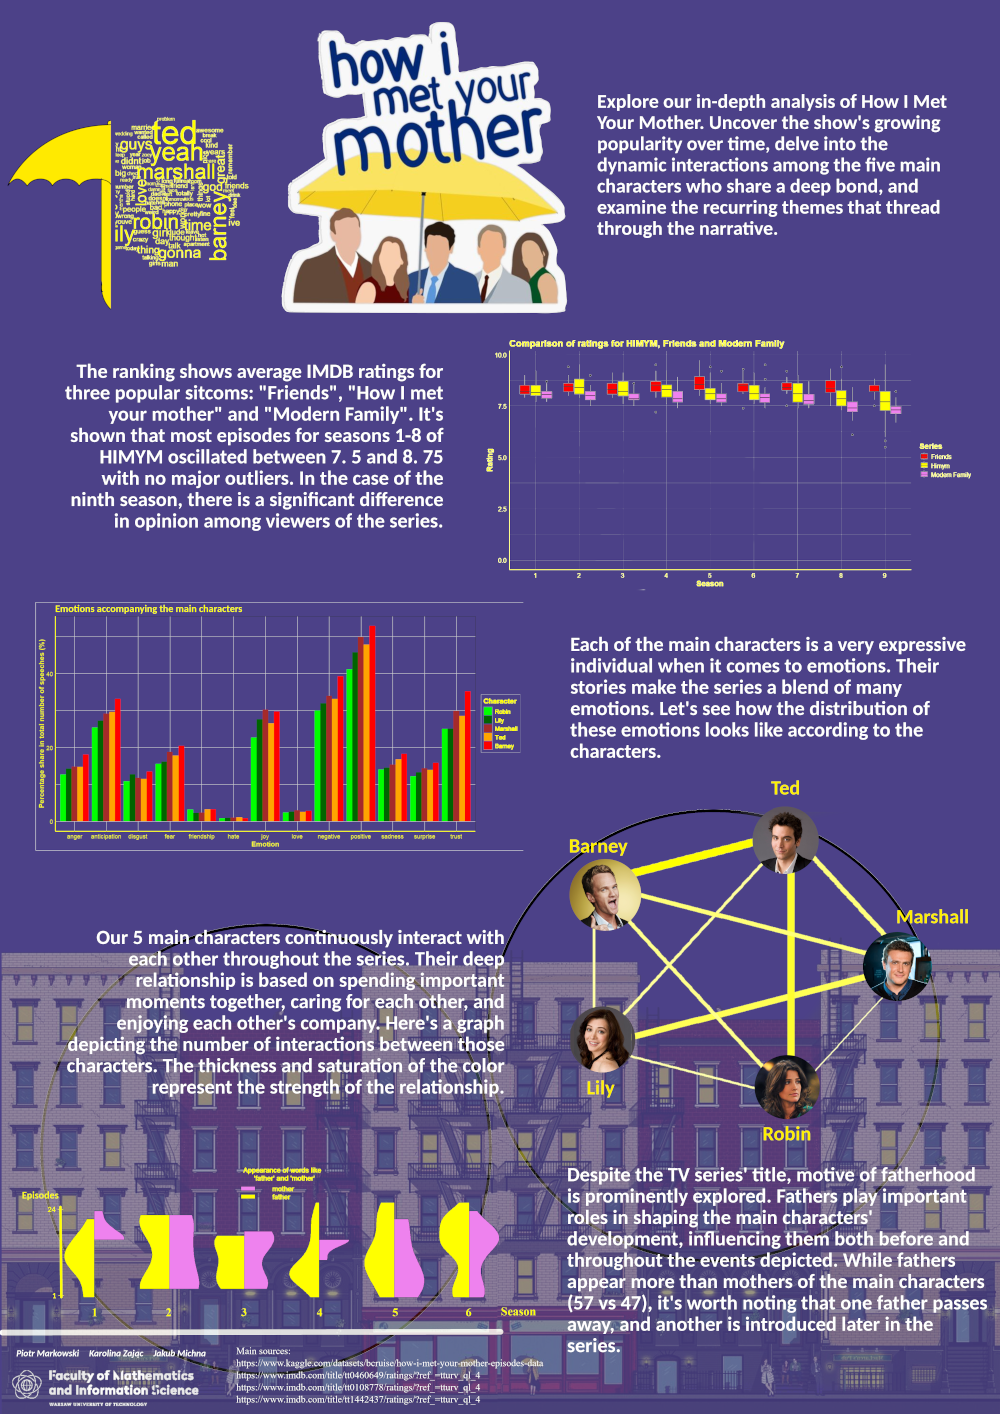 how i
met your
mother
problem
married
ted
awesome
guys
yeah
kind
years
didnt
marshall
great
big
god
friends
love
people
robin
time
barney
lily
girl
dude
guess
crazy
day
thought
talk
apartment
thing
gonna
talking
girls
man
Explore our in-depth analysis of How I Met
Your Mother. Uncover the show's growing
popularity over time, delve into the
dynamic interactions among the five main
characters who share a deep bond, and
examine the recurring themes that thread
through the narrative.
The ranking shows average IMDB ratings for
three popular sitcoms: "Friends", "How I met
your mother" and "Modern Family". It's
shown that most episodes for seasons 1-8 of
HIMYM oscillated between 7. 5 and 8. 75
with no major outliers. In the case of the
ninth season, there is a significant difference
in opinion among viewers of the series.
Comparison of ratings for HIMYM, Friends and Modern Family
10.0
7.5
5.0
2.5
0.0
Rating
1 2 3 4 5 6 7 8 9
Season
Series
Friends
Himym
Modern Family
Emotions accompanying the main characters
Percentage share in total number of speeches (%)
40
20
0
anger anticipation disgust fear friendship hate joy love negative positive sadness surprise trust
Emotion
Character
Robin
Lily
Marshall
Ted
Barney
Each of the main characters is a very expressive
individual when it comes to emotions. Their
stories make the series a blend of many
emotions. Let's see how the distribution of
these emotions looks like according to the
characters.
Ted
Barney
Marshall
Lily
Robin
Our 5 main characters continuously interact with
each other throughout the series. Their deep
relationship is based on spending important
moments together, caring for each other, and
enjoying each other's company. Here's a graph
depicting the number of interactions between those
characters. The thickness and saturation of the color
represent the strength of the relationship.
Appearance of words like
'father' and 'mother'
mother
father
Episodes
24
1
1 2 3 4 5 6 Season
Despite the TV series' title, motive of fatherhood
is prominently explored. Fathers play important
roles in shaping the main characters'
development, influencing them both before and
throughout the events depicted. While fathers
appear more than mothers of the main characters
(57 vs 47), it's worth noting that one father passes
away, and another is introduced later in the
series.
Piotr Markowski Karolina Zając Jakub Michna
Faculty of Mathematics
and Information Science
WARSAW UNIVERSITY OF TECHNOLOGY
Main sources:
https://www.kaggle.com/datasets/bcruise/how-i-met-your-mother-episodes-data
https://www.imdb.com/title/tt0460649/ratings/?ref_=tturv_ql_4
https://www.imdb.com/title/tt0108778/ratings/?ref_=tturv_ql_4
https://www.imdb.com/title/tt1442437/ratings/?ref_=tturv_ql_4